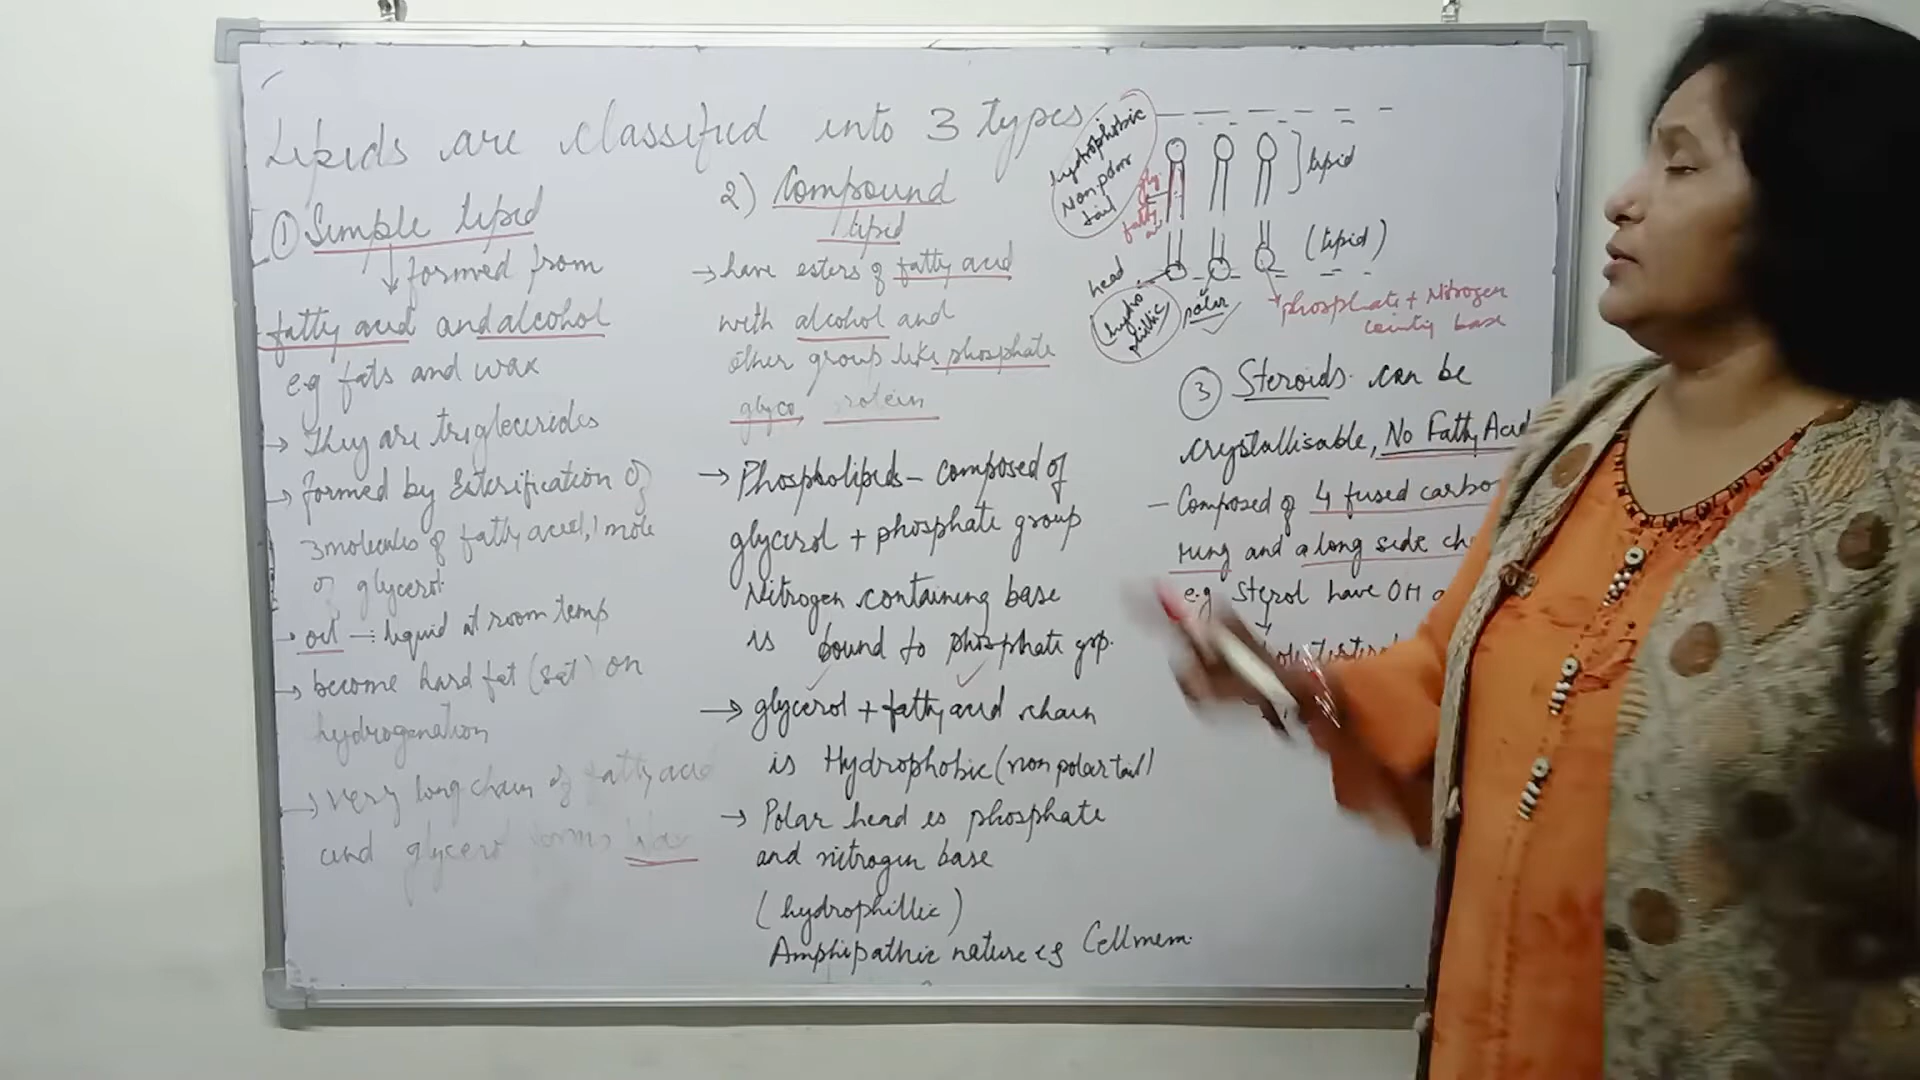 Lipids are classified into 3 types
① Simple lipid
formed from
fatty acid and alcohol
e.g fats and wax
→ They are triglecerides
→ formed by Esterification of
3 molecules of fatty acid, 1 mole
of glycerol
→ oil — liquid at room temp
→ become hard fat (sat) on
hydrogenation
→ very long chain of fatty acid
and glycerol forms Wax
2) Compound
lipid
→ have esters of fatty acid
with alcohol and
other group like phosphate
glyco protein
→ Phospholipids – composed of
glycerol + phosphate group
Nitrogen containing base
is bound to phosphate grp.
→ glycerol + fatty acid chain
is Hydrophobic (non polar tail)
→ Polar head is phosphate
and nitrogen base
(hydrophillic)
Amphipathic nature eg Cell mem.
hydrophobic
Non polar
tail
gly.
fatty
lipid
(lipid)
head
hydro
phillic
polar
phosphate + Nitrogen
base
③ Steroids can be
crystallisable, No Fatty Acid
– Composed of 4 fused carbo
ring and a long side ch
e.g Sterol have OH